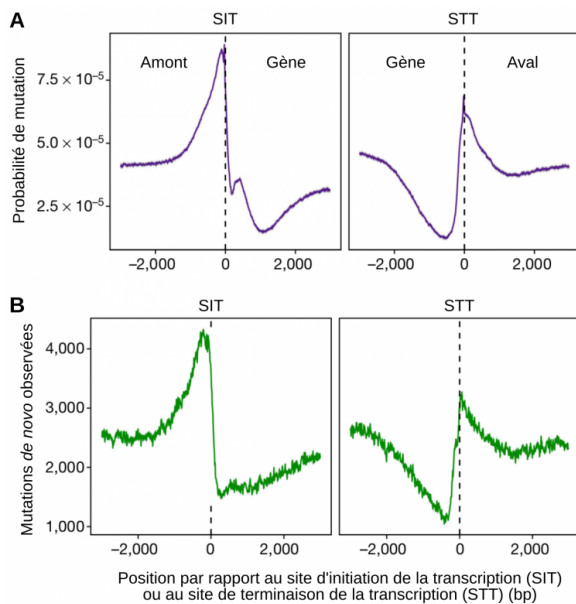 A
SIT
STT
Probabilité de mutation
7.5 × 10⁻⁵
5.0 × 10⁻⁵
2.5 × 10⁻⁵
Amont
Gène
Gène
Aval
−2,000
0
2,000
−2,000
0
2,000
B
SIT
STT
Mutations de novo observées
4,000
3,000
2,000
1,000
−2,000
0
2,000
−2,000
0
2,000
Position par rapport au site d'initiation de la transcription (SIT)
ou au site de terminaison de la transcription (STT) (bp)